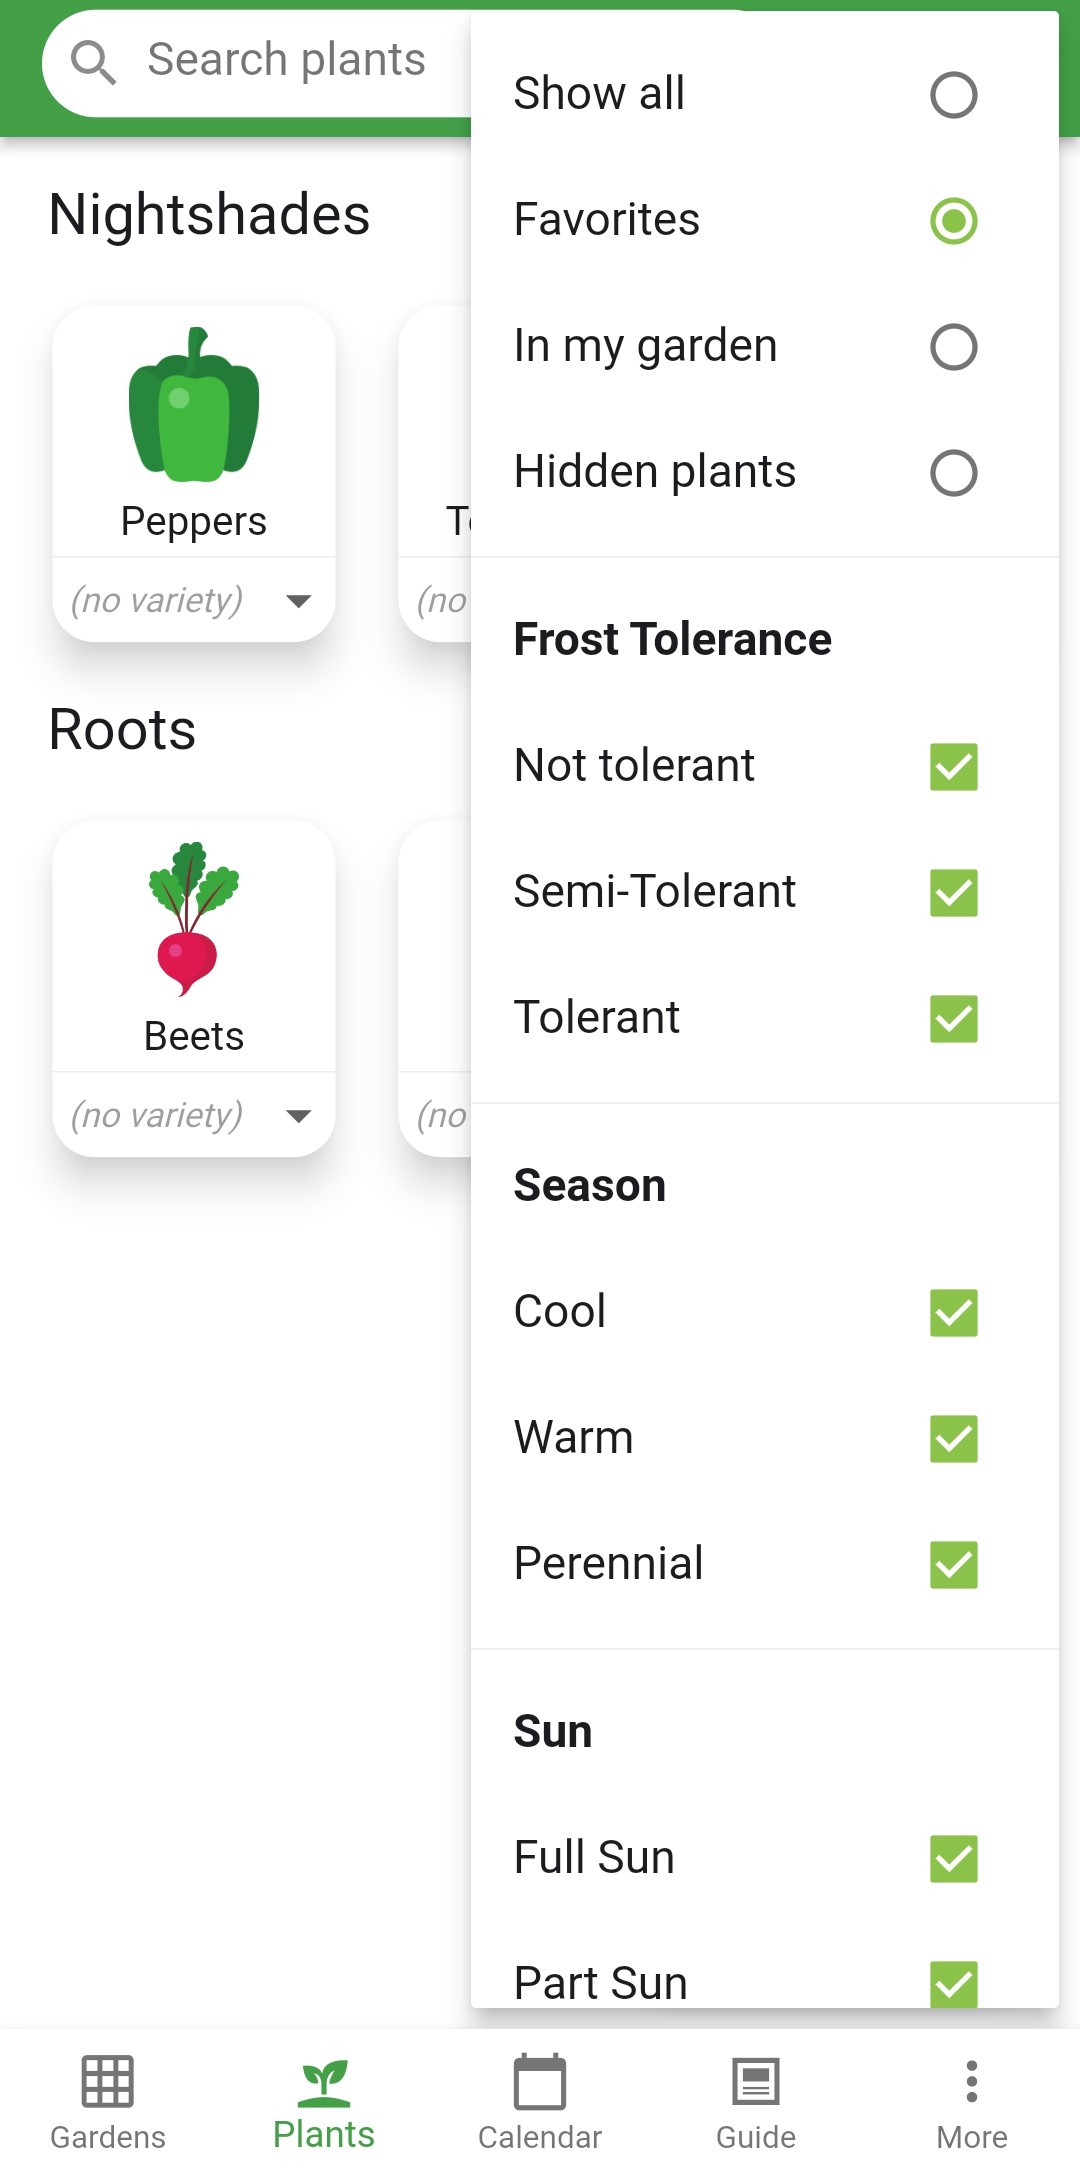 Search plants
Nightshades
Peppers
(no variety)
(no
Roots
Beets
(no variety)
(no
Show all
Favorites
In my garden
Hidden plants
Frost Tolerance
Not tolerant
Semi-Tolerant
Tolerant
Season
Cool
Warm
Perennial
Sun
Full Sun
Part Sun
Gardens
Plants
Calendar
Guide
More